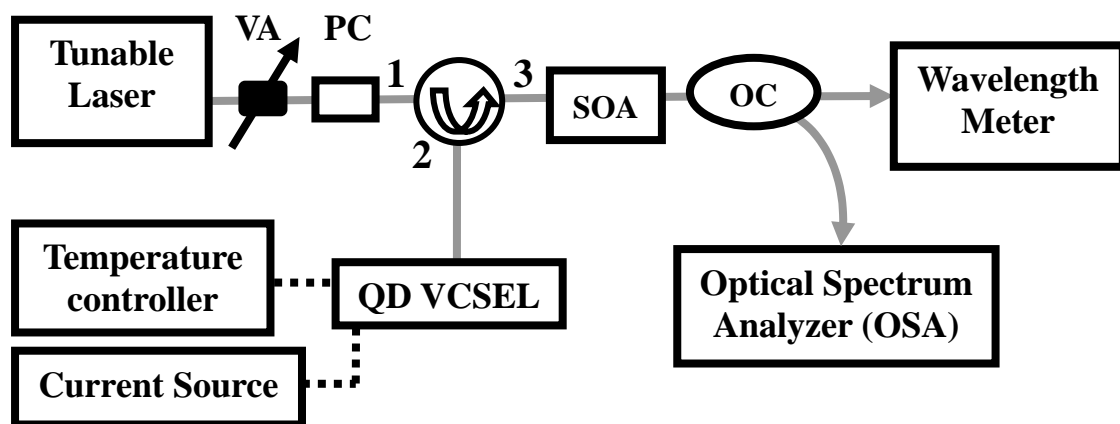 Tunable
Laser
VA
PC
1
2
3
SOA
OC
Wavelength
Meter
Temperature
controller
QD VCSEL
Optical Spectrum
Analyzer (OSA)
Current Source